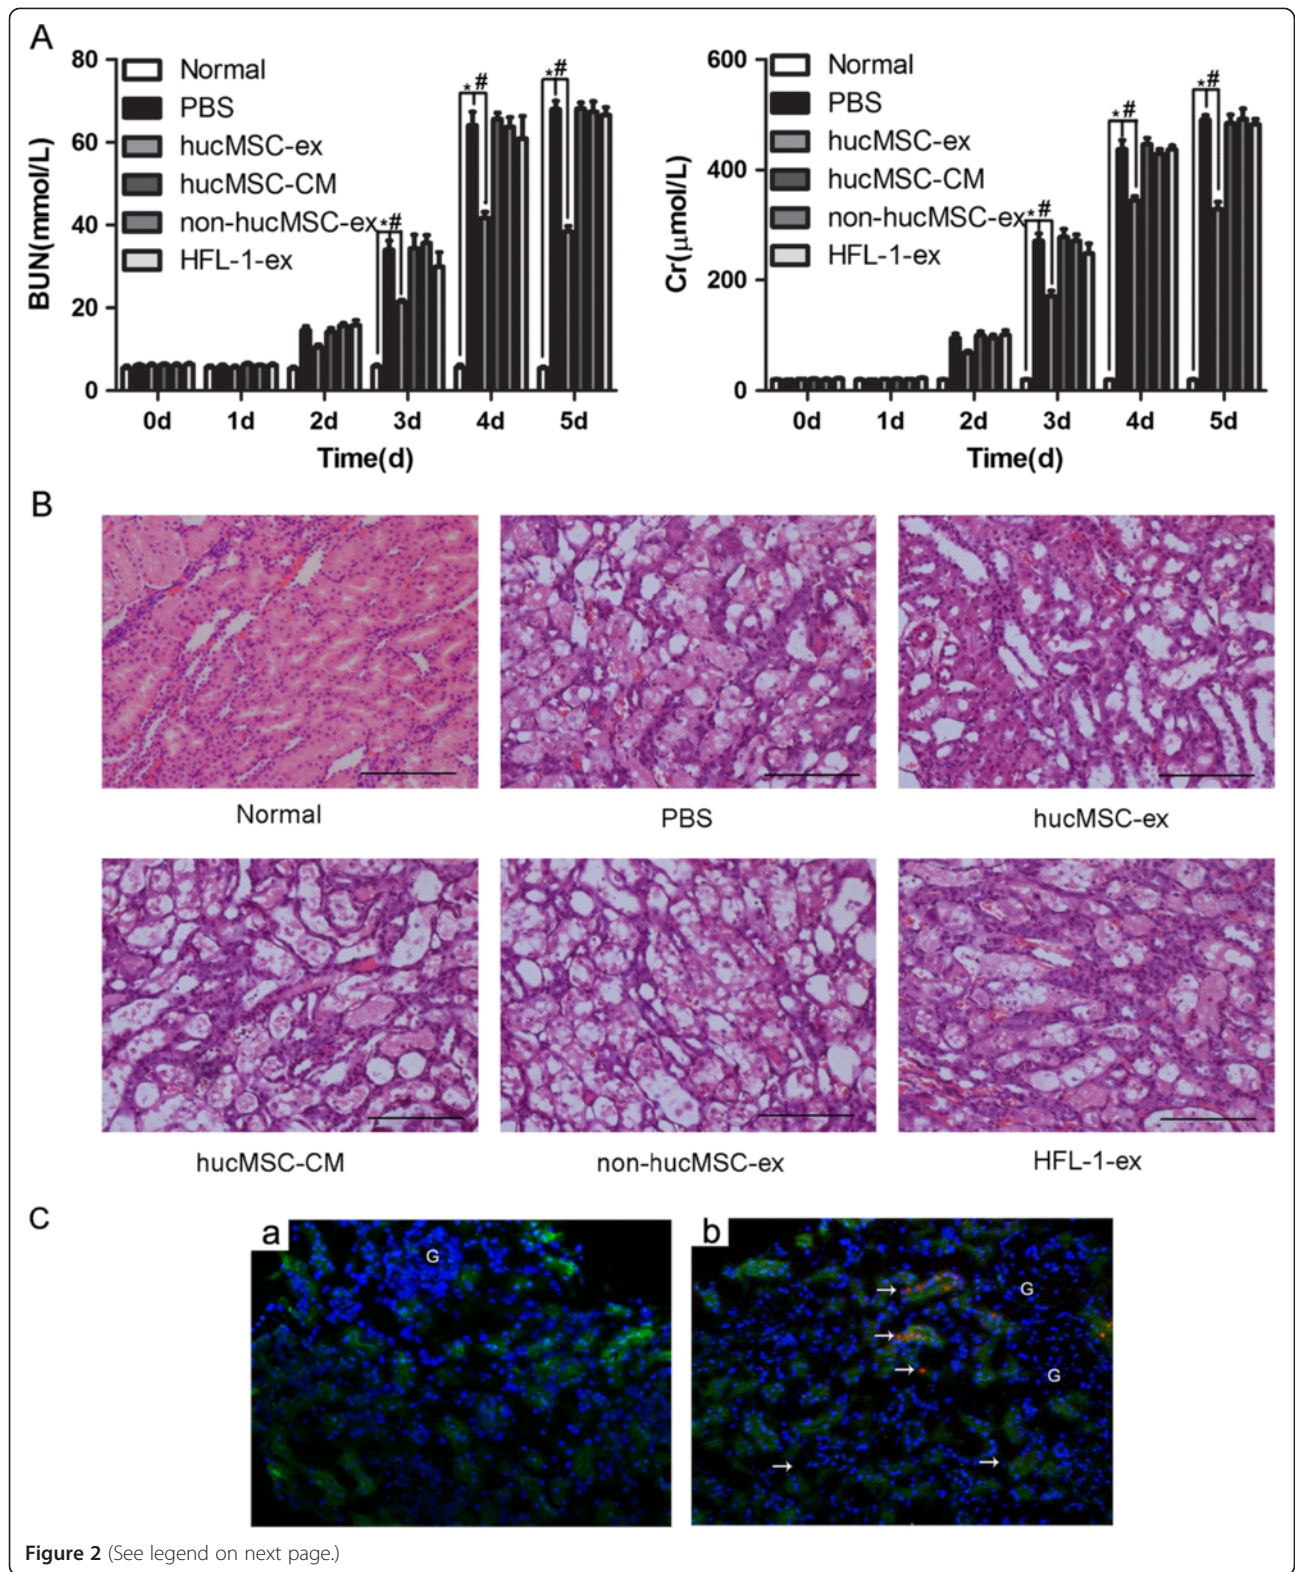 A
80
60
40
20
0
BUN(mmol/L)
Normal
PBS
hucMSC-ex
hucMSC-CM
non-hucMSC-ex
HFL-1-ex
*#
*#
*#
0d 1d 2d 3d 4d 5d
Time(d)
600
400
200
0
Cr(μmol/L)
Normal
PBS
hucMSC-ex
hucMSC-CM
non-hucMSC-ex
HFL-1-ex
*#
*#
*#
0d 1d 2d 3d 4d 5d
Time(d)
B
Normal PBS hucMSC-ex
hucMSC-CM non-hucMSC-ex HFL-1-ex
C
a
G
b
G
G
Figure 2 (See legend on next page.)